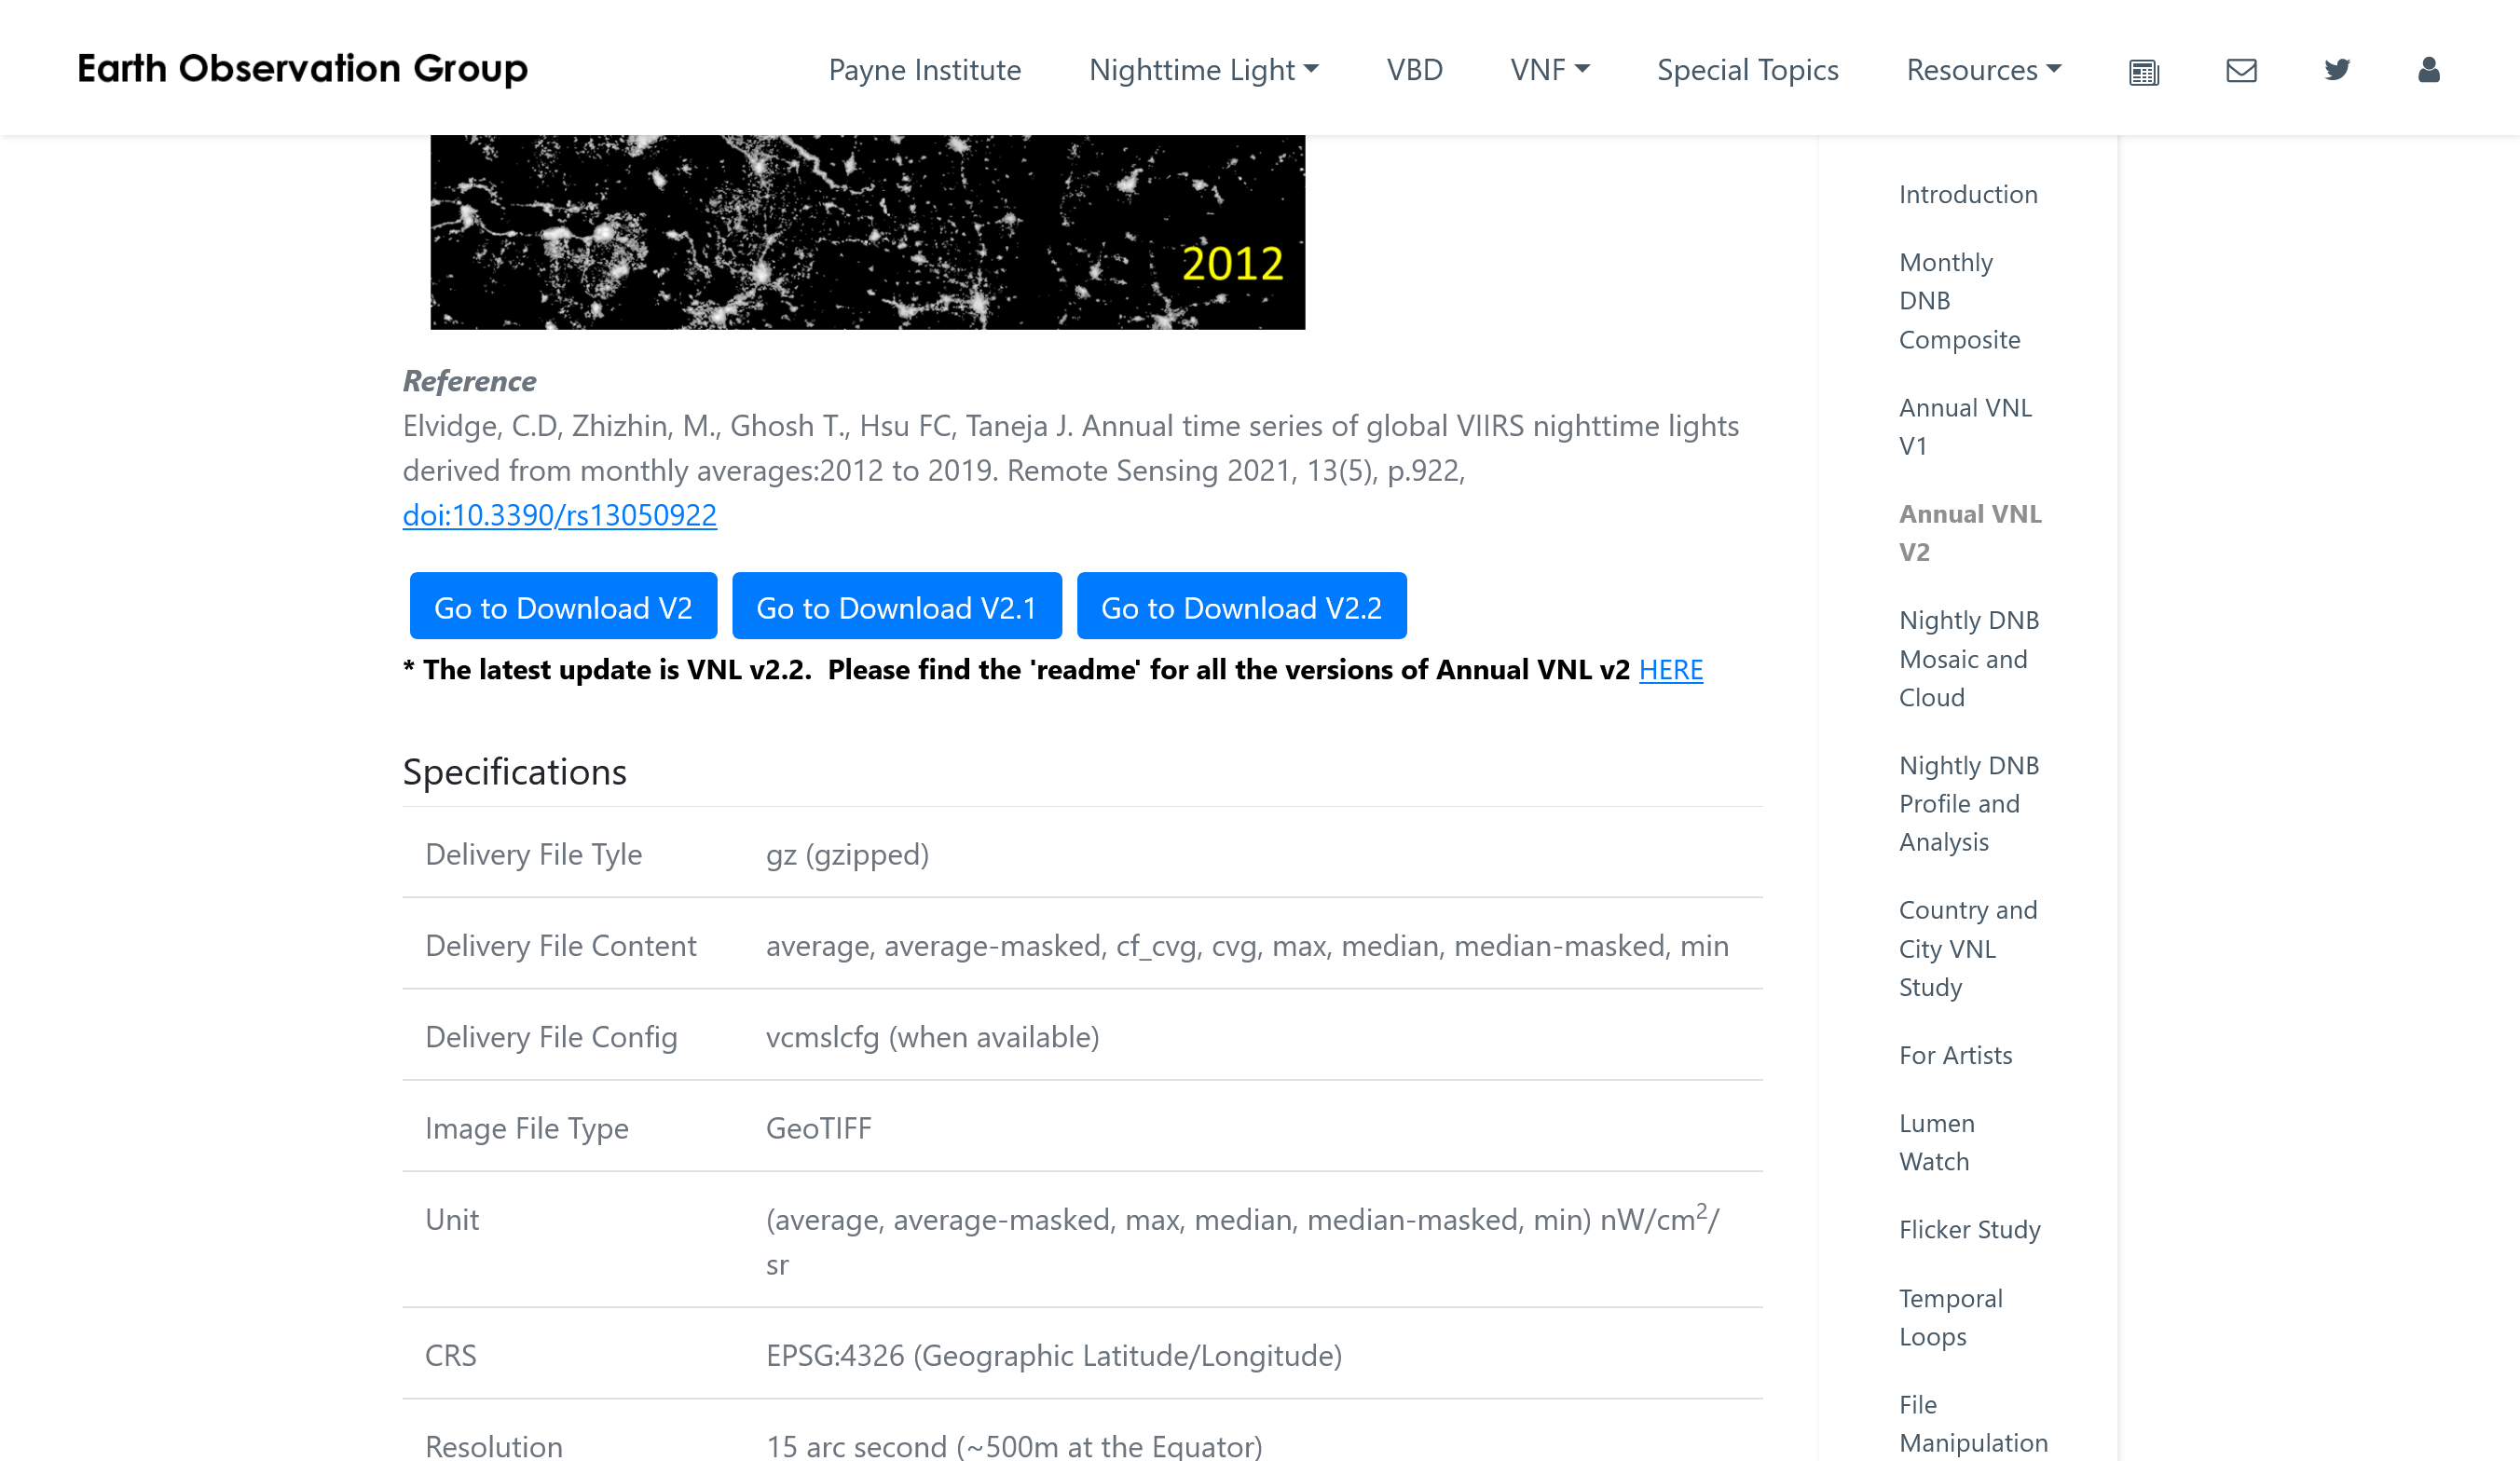 Earth Observation Group
Payne Institute
Nighttime Light
VBD
VNF
Special Topics
Resources
2012
Reference
Elvidge, C.D, Zhizhin, M., Ghosh T., Hsu FC, Taneja J. Annual time series of global VIIRS nighttime lights
derived from monthly averages:2012 to 2019. Remote Sensing 2021, 13(5), p.922,
doi:10.3390/rs13050922
Go to Download V2
Go to Download V2.1
Go to Download V2.2
* The latest update is VNL v2.2.  Please find the 'readme' for all the versions of Annual VNL v2 HERE
Specifications
Delivery File Tyle
gz (gzipped)
Delivery File Content
average, average-masked, cf_cvg, cvg, max, median, median-masked, min
Delivery File Config
vcmslcfg (when available)
Image File Type
GeoTIFF
Unit
(average, average-masked, max, median, median-masked, min) nW/cm²/
sr
CRS
EPSG:4326 (Geographic Latitude/Longitude)
Resolution
15 arc second (~500m at the Equator)
Introduction
Monthly
DNB
Composite
Annual VNL
V1
Annual VNL
V2
Nightly DNB
Mosaic and
Cloud
Nightly DNB
Profile and
Analysis
Country and
City VNL
Study
For Artists
Lumen
Watch
Flicker Study
Temporal
Loops
File
Manipulation